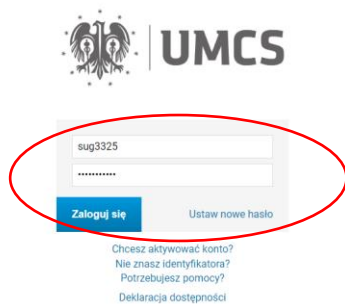 UMCS
sug3325
•••••••••••
Zaloguj się
Ustaw nowe hasło
Chcesz aktywować konto?
Nie znasz identyfikatora?
Potrzebujesz pomocy?
Deklaracja dostępności